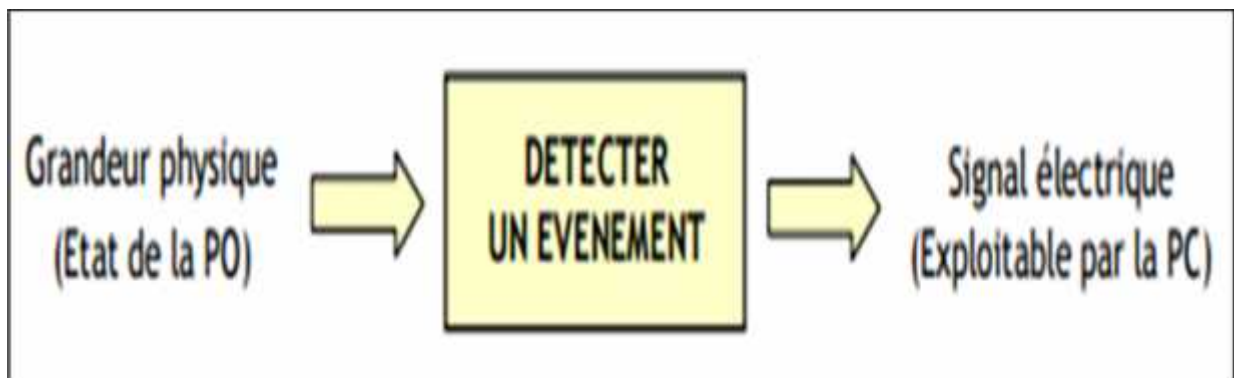 Grandeur physique
(Etat de la PO)
DETECTER
UN EVENEMENT
Signal électrique
(Exploitable par la PC)